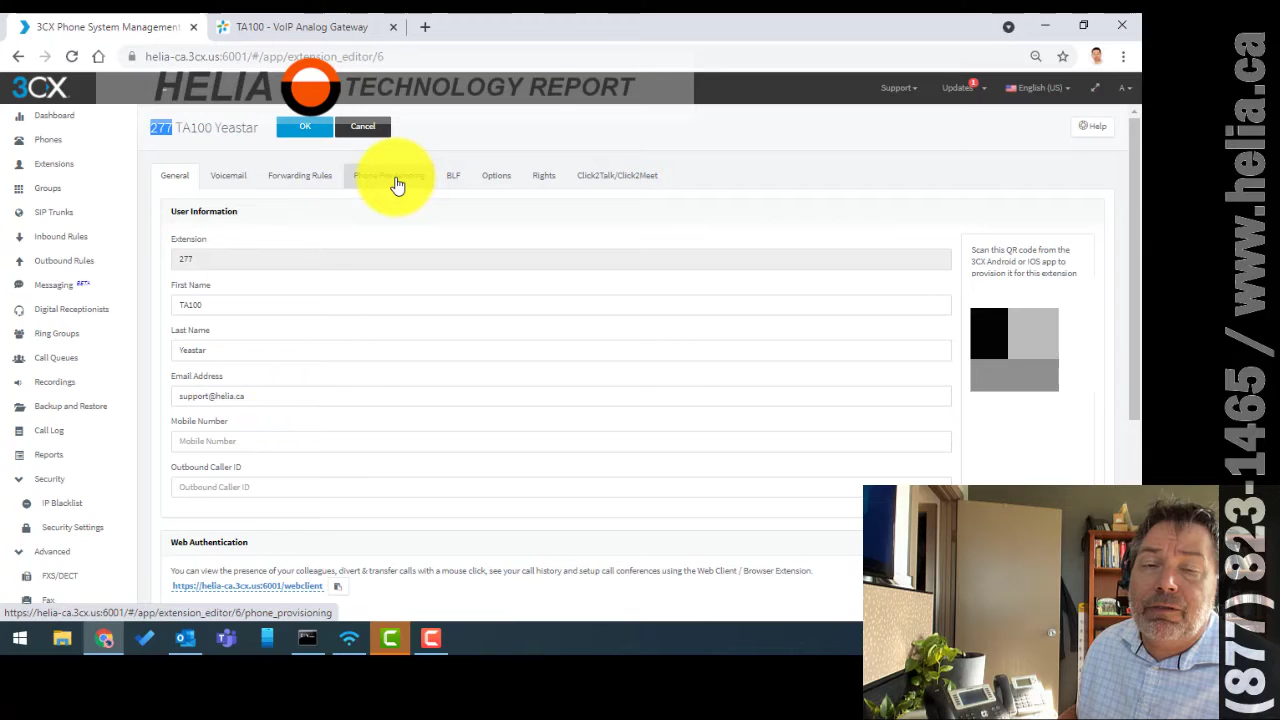 3CX Phone System Management
TA100 - VoIP Analog Gateway
helia-ca.3cx.us:6001/#/app/extension_editor/6
HELIA TECHNOLOGY REPORT
3CX
Support
Updates 1
English (US)
A
277 TA100 Yeastar
OK
Cancel
Help
Dashboard
Phones
Extensions
Groups
SIP Trunks
Inbound Rules
Outbound Rules
Messaging BETA
Digital Receptionists
Ring Groups
Call Queues
Recordings
Backup and Restore
Call Log
Reports
Security
IP Blacklist
Security Settings
Advanced
FXS/DECT
Fax
General
Voicemail
Forwarding Rules
Phone Provisioning
BLF
Options
Rights
Click2Talk/Click2Meet
User Information
Extension
277
First Name
TA100
Last Name
Yeastar
Email Address
support@helia.ca
Mobile Number
Mobile Number
Outbound Caller ID
Outbound Caller ID
Scan this QR code from the
3CX Android or IOS app to
provision it for this extension
Web Authentication
You can view the presence of your colleagues, divert & transfer calls with a mouse click, see your call history and setup call conferences using the Web Client / Browser Extension.
https://helia-ca.3cx.us:6001/webclient
https://helia-ca.3cx.us:6001/#/app/extension_editor/6/phone_provisioning
(877) 823-1465 / www.helia.ca